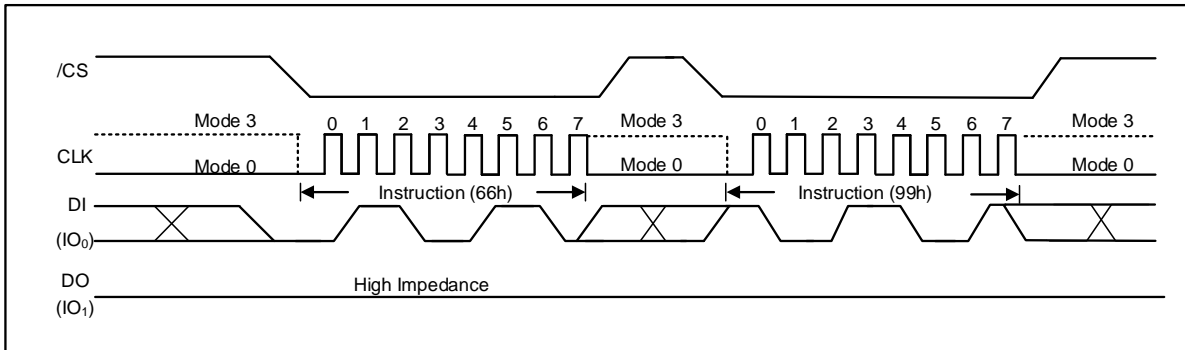 /CS
Mode 3 0 1 2 3 4 5 6 7 Mode 3 0 1 2 3 4 5 6 7 Mode 3
CLK Mode 0 Mode 0 Mode 0
Instruction (66h) Instruction (99h)
DI
(IO₀)
DO High Impedance
(IO₁)